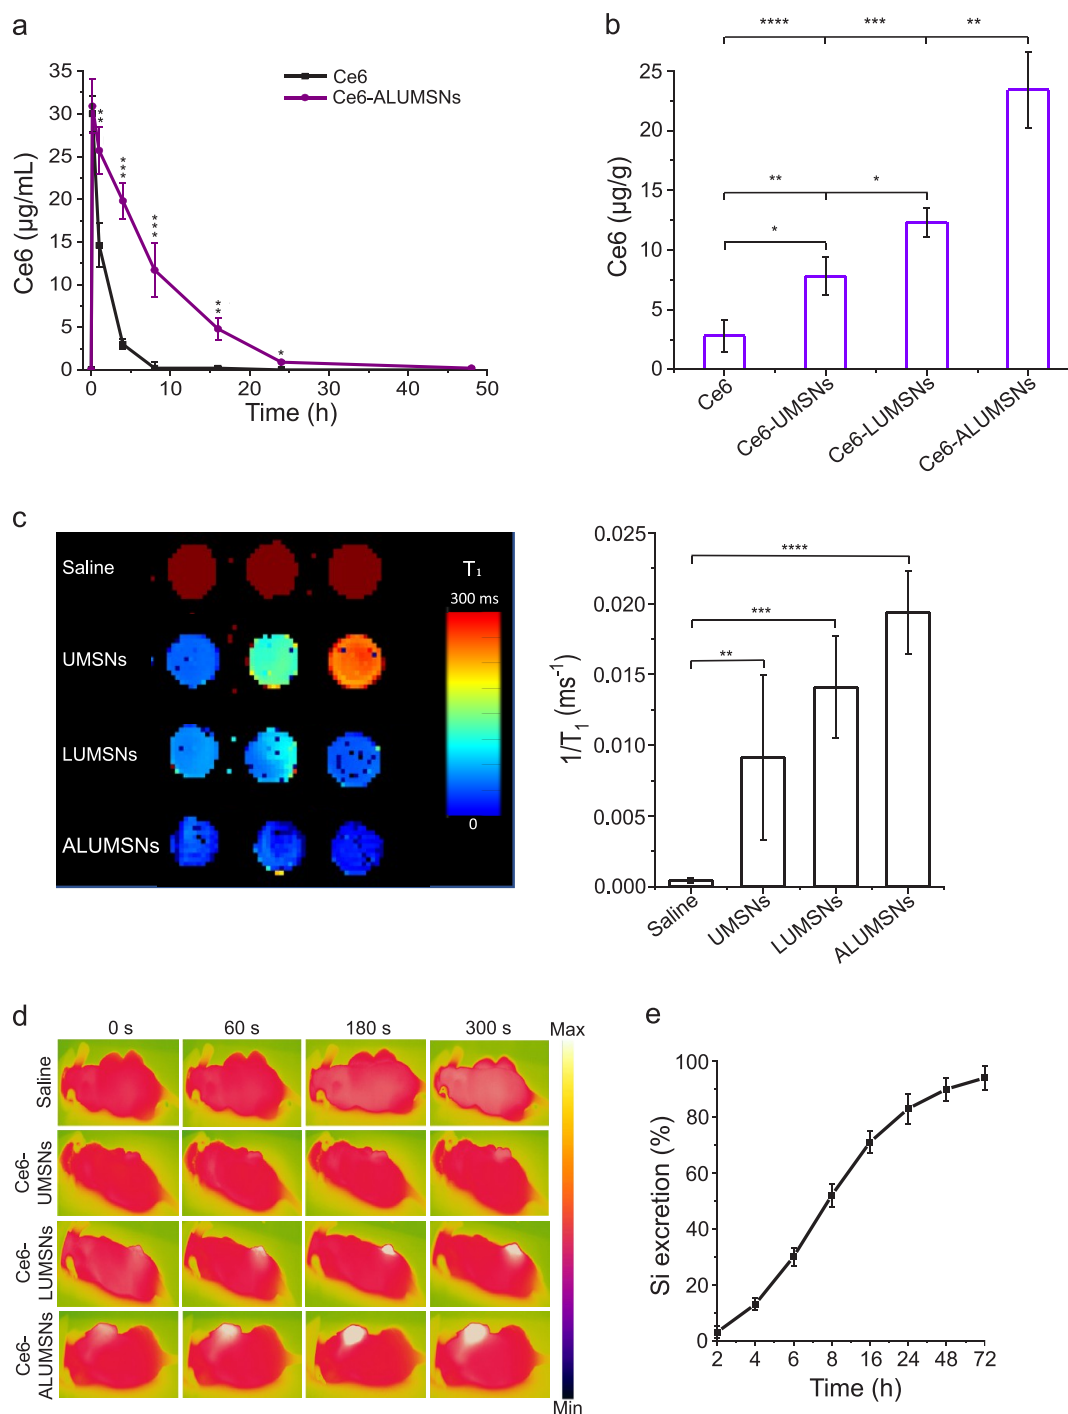 a
Ce6
Ce6-ALUMSNs
Ce6 (µg/mL)
35
30
25
20
15
10
5
0
**
***
***
**
*
0 10 20 30 40 50
Time (h)
b
**** *** **
** *
*
Ce6 (µg/g)
25
20
15
10
5
0
Ce6
Ce6-UMSNs
Ce6-LUMSNs
Ce6-ALUMSNs
c
Saline
UMSNs
LUMSNs
ALUMSNs
T₁
300 ms
0
1/T₁ (ms⁻¹)
0.025
0.020
0.015
0.010
0.005
0.000
****
***
**
Saline
UMSNs
LUMSNs
ALUMSNs
d
0 s 60 s 180 s 300 s
Saline
Ce6-
UMSNs
Ce6-
LUMSNs
Ce6-
ALUMSNs
Max
Min
e
Si excretion (%)
100
80
60
40
20
0
2 4 6 8 16 24 48 72
Time (h)